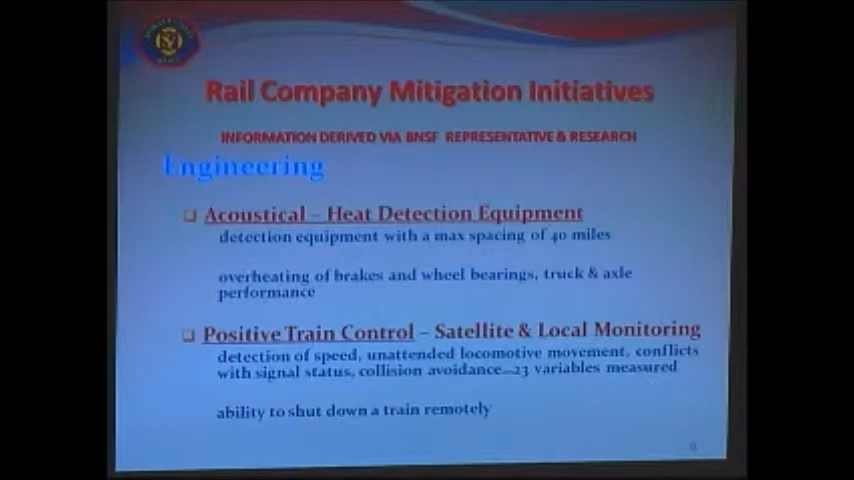 Rail Company Mitigation Initiatives
INFORMATION DERIVED VIA BNSF REPRESENTATIVE & RESEARCH
Engineering
Acoustical – Heat Detection Equipment
detection equipment with a max spacing of 40 miles
overheating of brakes and wheel bearings, truck & axle
performance
Positive Train Control – Satellite & Local Monitoring
detection of speed, unattended locomotive movement, conflicts
with signal status, collision avoidance...23 variables measured
ability to shut down a train remotely